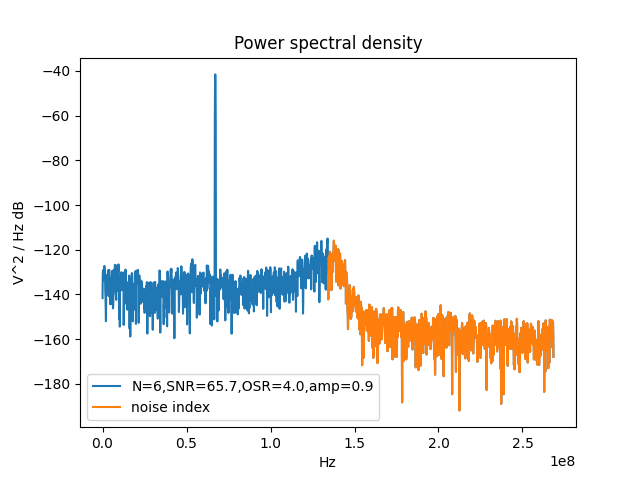 Power spectral density
V^2 / Hz dB
−40
−60
−80
−100
−120
−140
−160
−180
N=6,SNR=65.7,OSR=4.0,amp=0.9
noise index
0.0
0.5
1.0
1.5
2.0
2.5
1e8
Hz